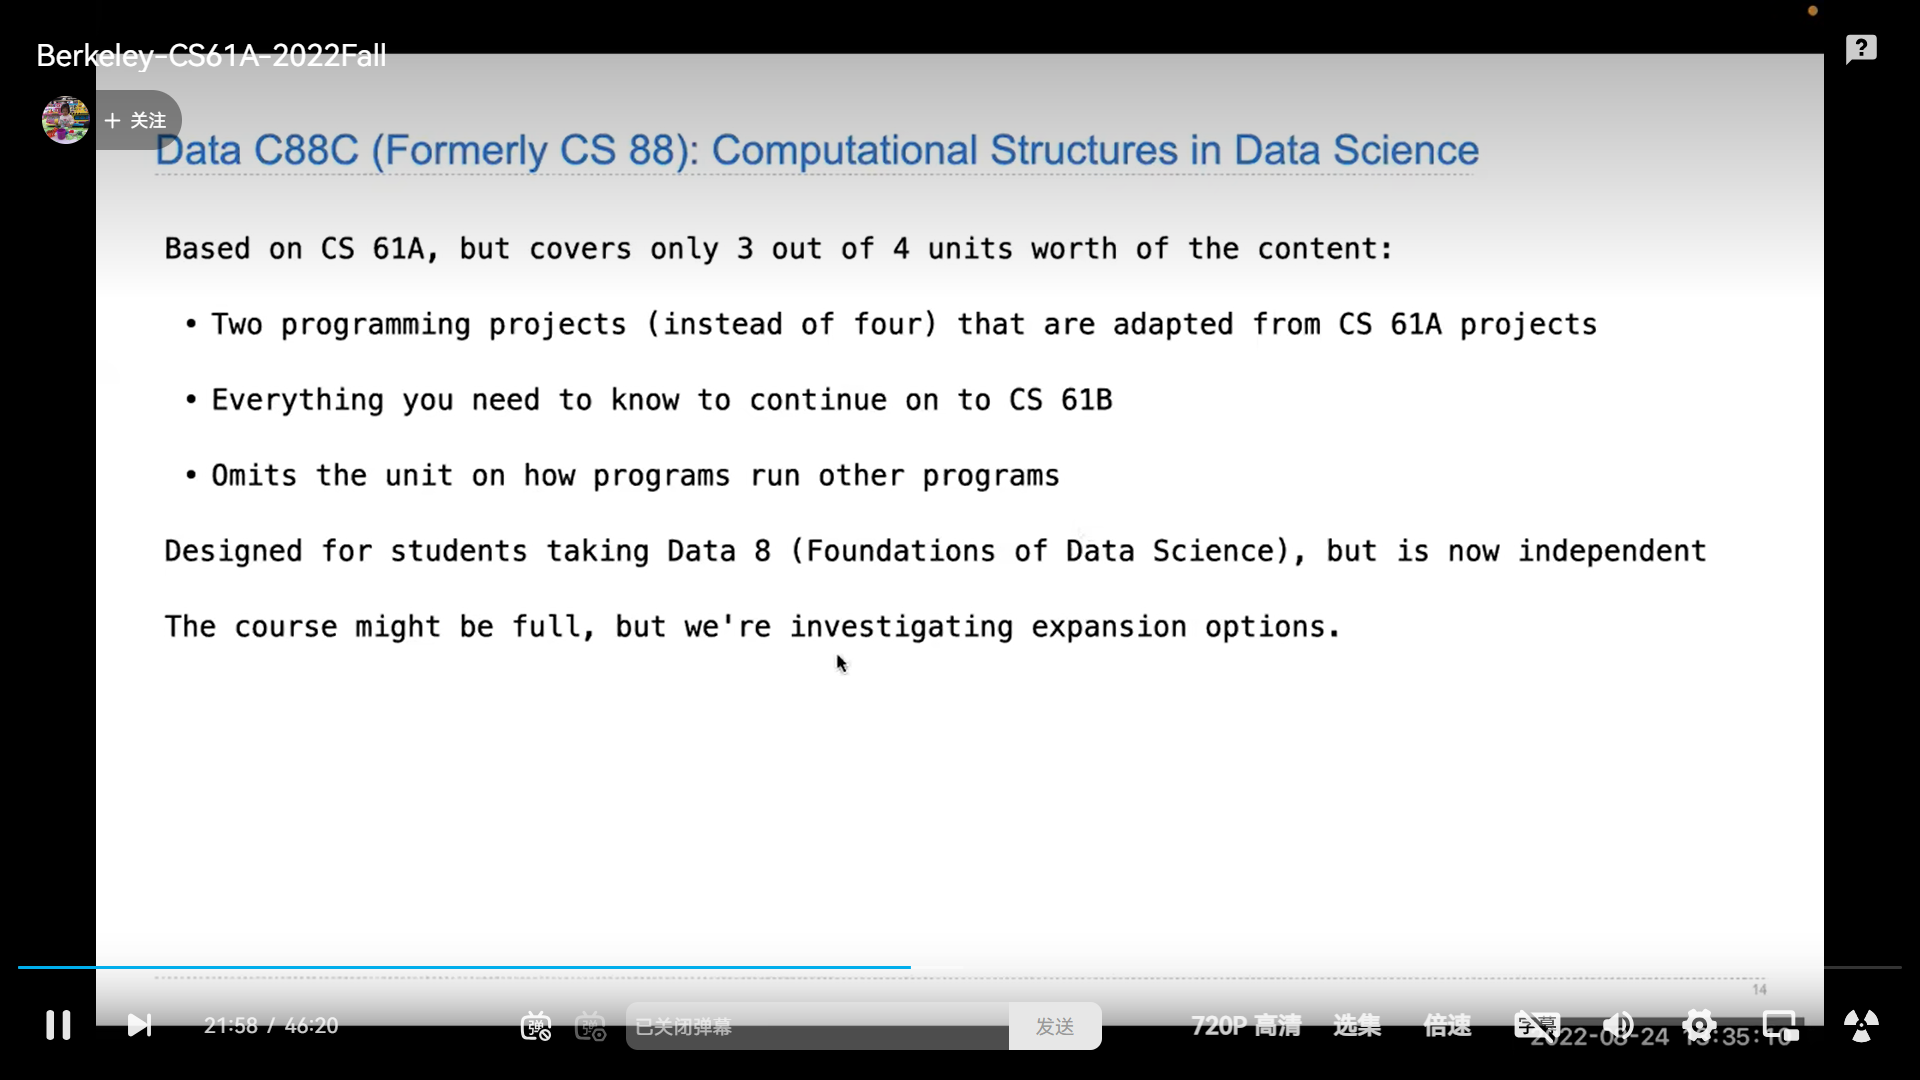 Berkeley-CS61A-2022Fall
+ 关注
Data C88C (Formerly CS 88): Computational Structures in Data Science
Based on CS 61A, but covers only 3 out of 4 units worth of the content:
• Two programming projects (instead of four) that are adapted from CS 61A projects
• Everything you need to know to continue on to CS 61B
• Omits the unit on how programs run other programs
Designed for students taking Data 8 (Foundations of Data Science), but is now independent
The course might be full, but we're investigating expansion options.
14
21:58 / 46:20
弹
弹
已关闭弹幕
发送
720P 高清
选集
倍速
字幕
2022-08-24